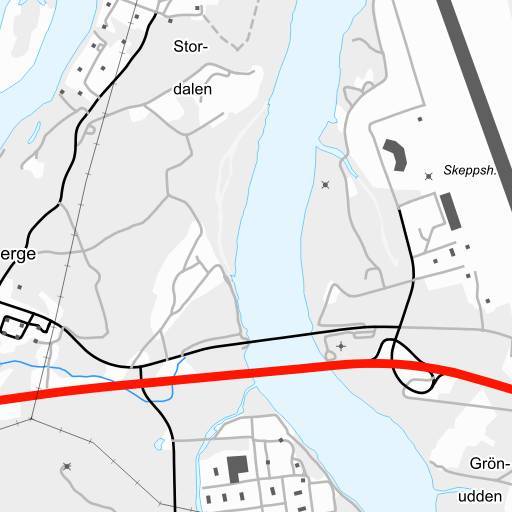 Stor-
dalen
Skeppsh.
erge
Grön-
udden